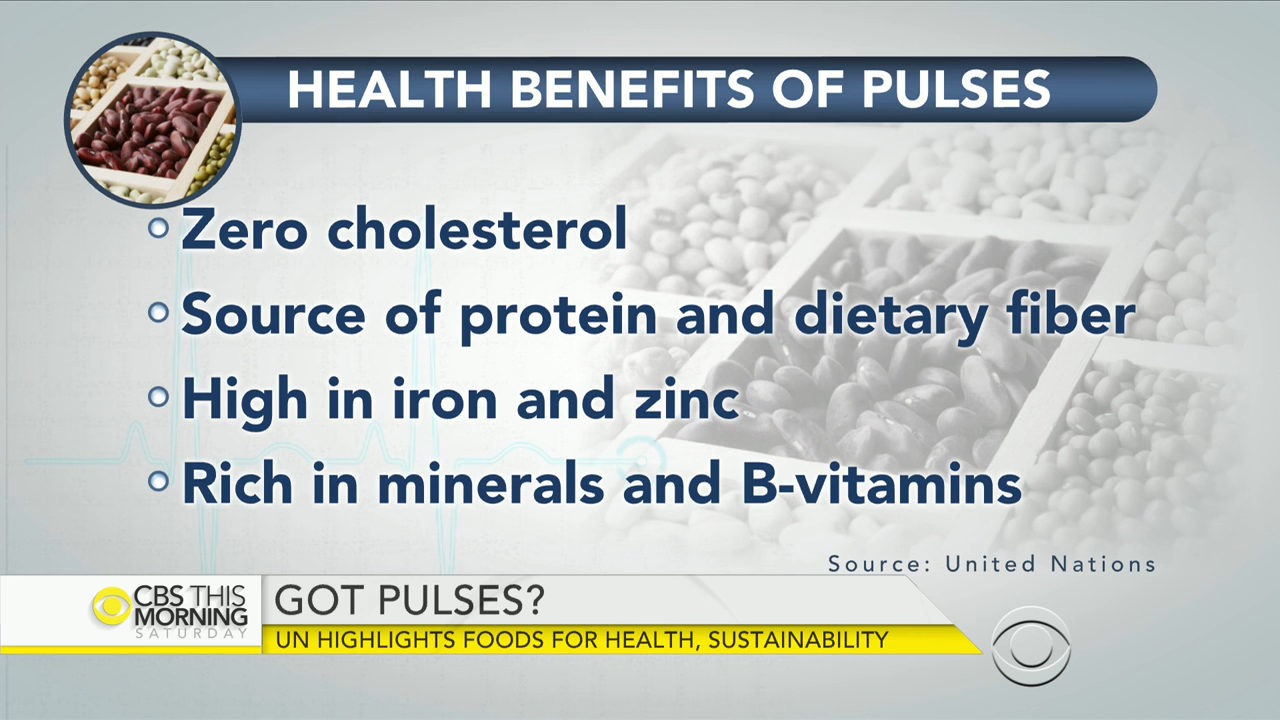 HEALTH BENEFITS OF PULSES
Zero cholesterol
Source of protein and dietary fiber
High in iron and zinc
Rich in minerals and B-vitamins
Source: United Nations
CBS THIS
MORNING
SATURDAY
GOT PULSES?
UN HIGHLIGHTS FOODS FOR HEALTH, SUSTAINABILITY